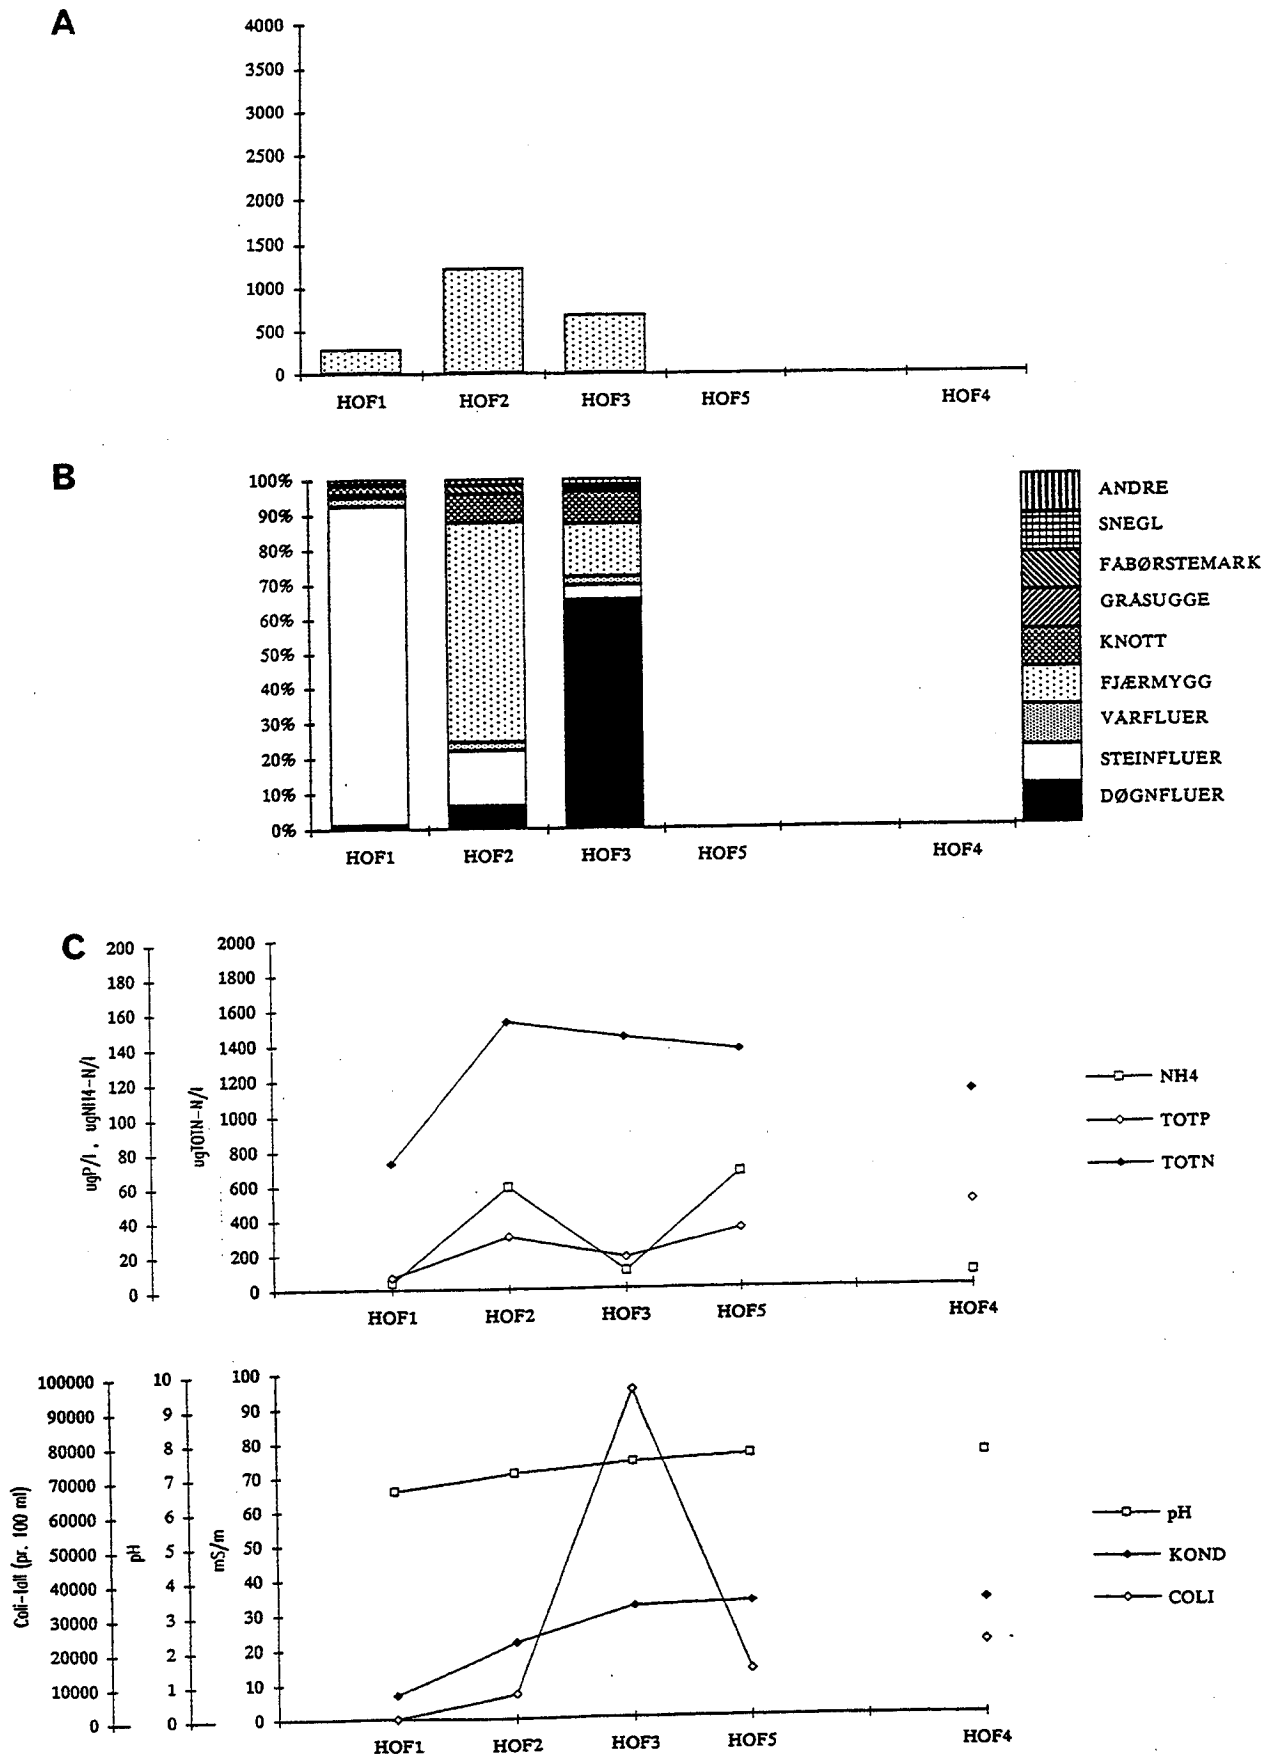 A
4000
3500
3000
2500
2000
1500
1000
500
0
HOF1 HOF2 HOF3 HOF5 HOF4
B
100%
90%
80%
70%
60%
50%
40%
30%
20%
10%
0%
HOF1 HOF2 HOF3 HOF5 HOF4
ANDRE
SNEGL
FABØRSTEMARK
GRASUGGE
KNOTT
FJÆRMYGG
VARFLUER
STEINFLUER
DØGNFLUER
C
ugP/l , ugNH4-N/l
200
180
160
140
120
100
80
60
40
20
0
ugTOTN-N/l
2000
1800
1600
1400
1200
1000
800
600
400
200
0
HOF1 HOF2 HOF3 HOF5 HOF4
NH4
TOTP
TOTN
Coli-tall (pr. 100 ml)
100000
90000
80000
70000
60000
50000
40000
30000
20000
10000
0
pH
10
9
8
7
6
5
4
3
2
1
0
mS/m
100
90
80
70
60
50
40
30
20
10
0
HOF1 HOF2 HOF3 HOF5 HOF4
pH
KOND
COLI